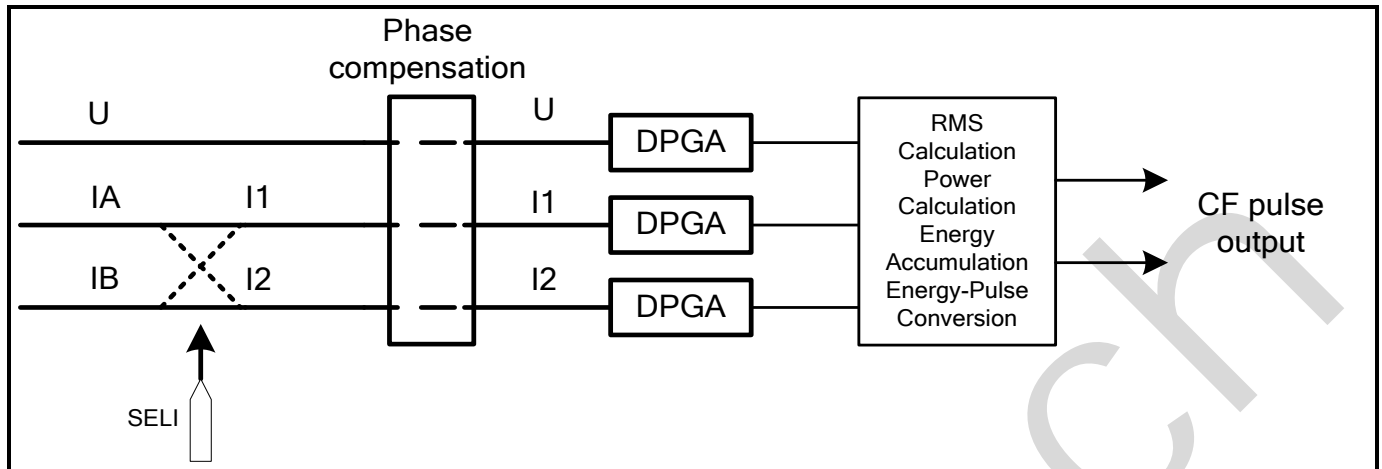 Phase
compensation
U
U
DPGA
IA
I1
I1
DPGA
IB
I2
I2
DPGA
RMS
Calculation
Power
Calculation
Energy
Accumulation
Energy-Pulse
Conversion
CF pulse
output
SELI
ch